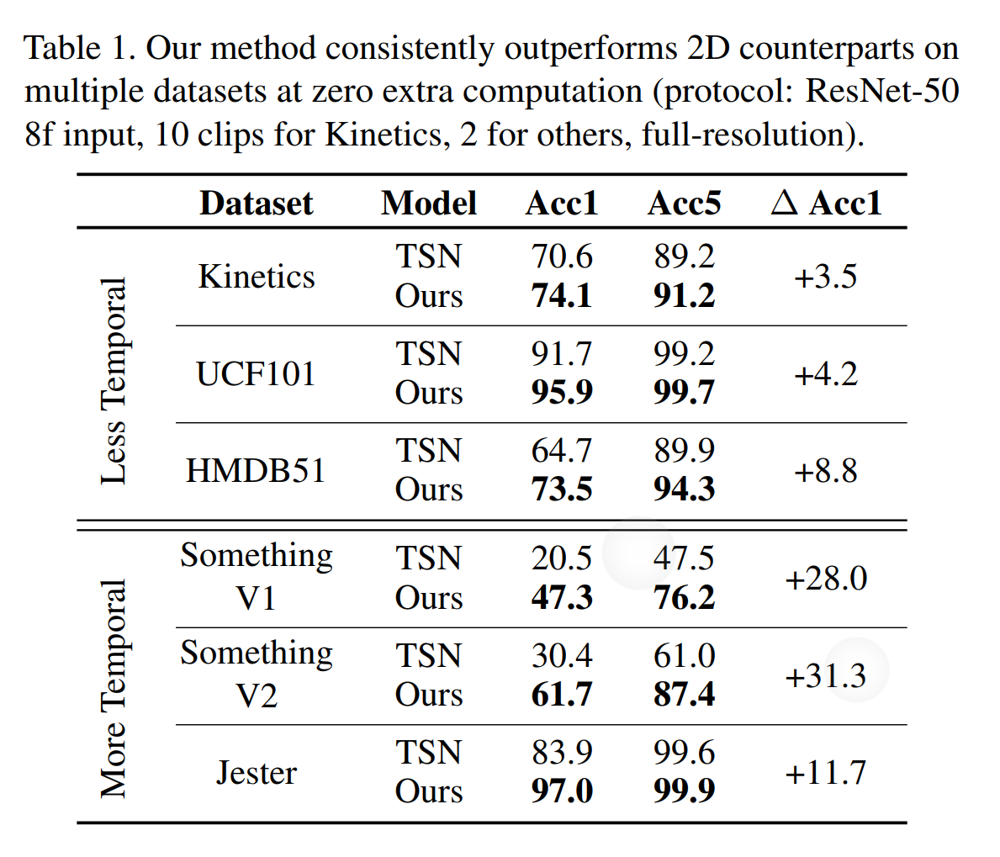 Table 1. Our method consistently outperforms 2D counterparts on
multiple datasets at zero extra computation (protocol: ResNet-50
8f input, 10 clips for Kinetics, 2 for others, full-resolution).
Dataset Model Acc1 Acc5 Δ Acc1
Less Temporal
Kinetics
TSN 70.6 89.2
Ours 74.1 91.2
+3.5
UCF101
TSN 91.7 99.2
Ours 95.9 99.7
+4.2
HMDB51
TSN 64.7 89.9
Ours 73.5 94.3
+8.8
More Temporal
Something
V1
TSN 20.5 47.5
Ours 47.3 76.2
+28.0
Something
V2
TSN 30.4 61.0
Ours 61.7 87.4
+31.3
Jester
TSN 83.9 99.6
Ours 97.0 99.9
+11.7